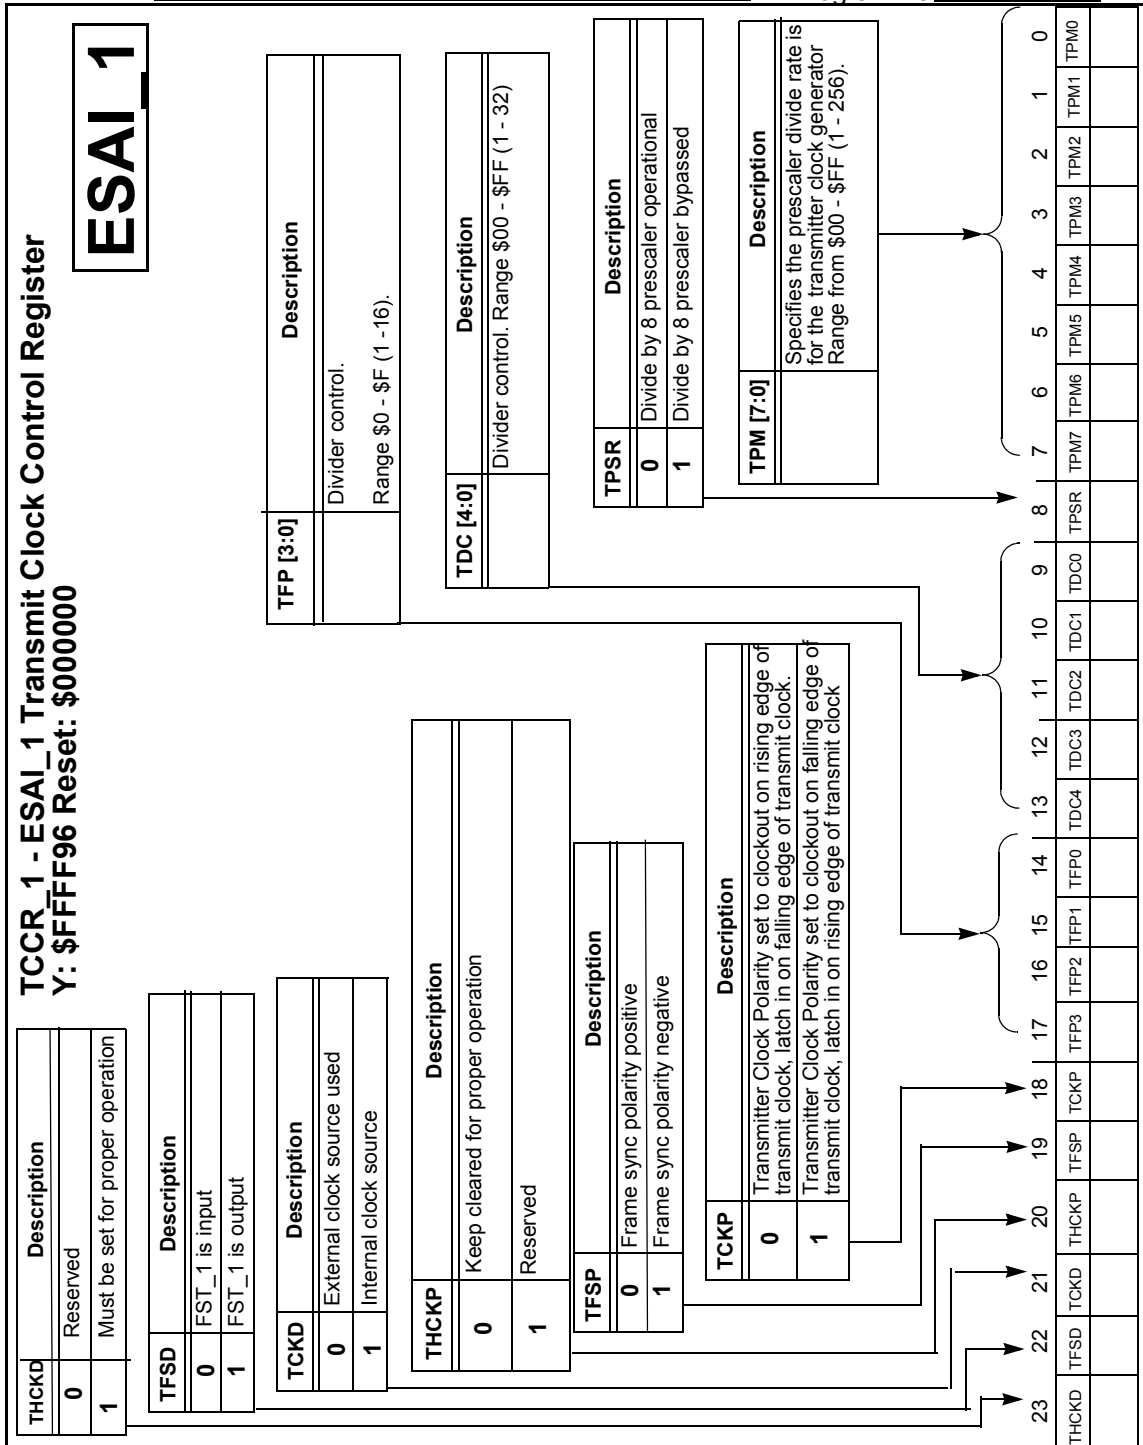 TCCR_1 - ESAI_1 Transmit Clock Control Register
Y: $FFFF96 Reset: $000000
ESAI_1
THCKD Description
0 Reserved
1 Must be set for proper operation
TFSD Description
0 FST_1 is input
1 FST_1 is output
TCKD Description
0 External clock source used
1 Internal clock source
THCKP Description
0 Keep cleared for proper operation
1 Reserved
TFSP Description
0 Frame sync polarity positive
1 Frame sync polarity negative
TCKP Description
0 Transmitter Clock Polarity set to clockout on rising edge of
transmit clock, latch in on falling edge of transmit clock.
1 Transmitter Clock Polarity set to clockout on falling edge of
transmit clock, latch in on rising edge of transmit clock
TFP [3:0] Description
Divider control.
Range $0 - $F (1 -16).
TDC [4:0] Description
Divider control. Range $00 - $FF (1 - 32)
TPSR Description
0 Divide by 8 prescaler operational
1 Divide by 8 prescaler bypassed
TPM [7:0] Description
Specifies the prescaler divide rate is
for the transmitter clock generator
Range from $00 - $FF (1 - 256).
23 22 21 20 19 18 17 16 15 14 13 12 11 10 9 8 7 6 5 4 3 2 1 0
THCKD TFSD TCKD THCKP TFSP TCKP TFP3 TFP2 TFP1 TFP0 TDC4 TDC3 TDC2 TDC1 TDC0 TPSR TPM7 TPM6 TPM5 TPM4 TPM3 TPM2 TPM1 TPM0